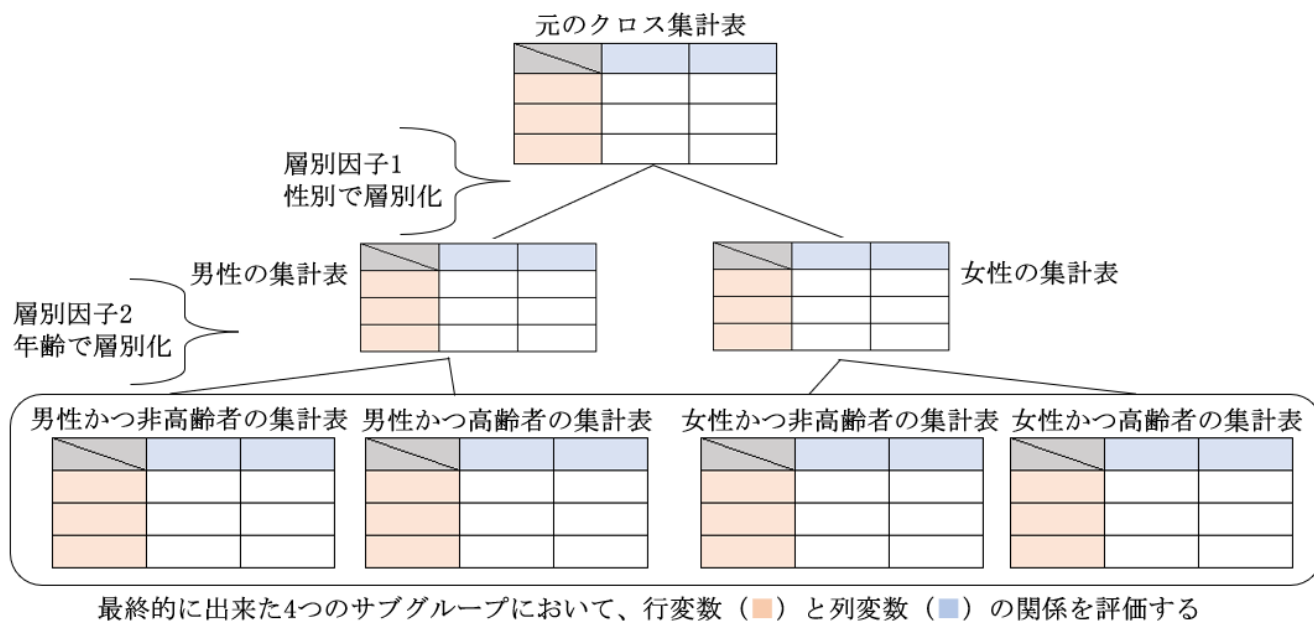 元のクロス集計表
層別因子1
性別で層別化
男性の集計表
女性の集計表
層別因子2
年齢で層別化
男性かつ非高齢者の集計表
男性かつ高齢者の集計表
女性かつ非高齢者の集計表
女性かつ高齢者の集計表
最終的に出来た4つのサブグループにおいて、行変数（■）と列変数（■）の関係を評価する